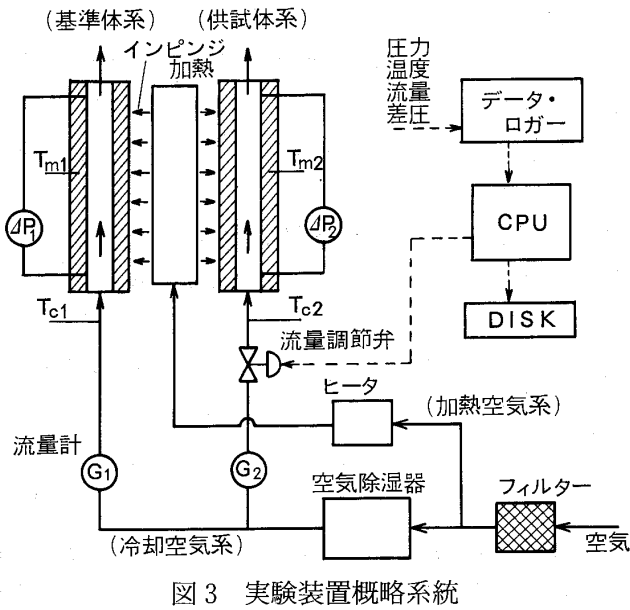 (基準体系)
(供試体系)
インピンジ
加熱
圧力
温度
流量
差圧
データ・
ロガー
Tm1
Tm2
ΔP1
ΔP2
CPU
Tc1
Tc2
DISK
流量調節弁
ヒータ
(加熱空気系)
流量計
G1
G2
空気除湿器
フィルター
(冷却空気系)
空気
図3 実験装置概略系統